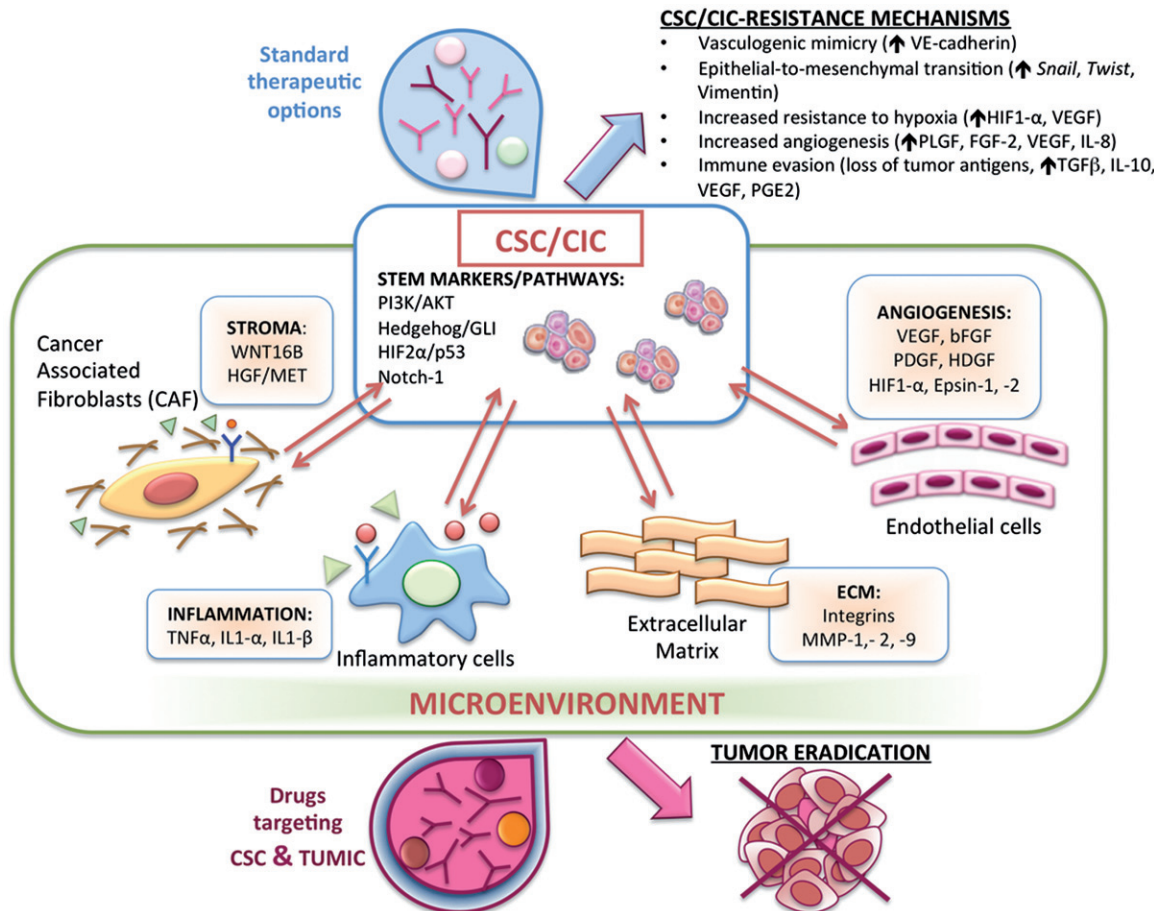 Standard
therapeutic
options
CSC/CIC-RESISTANCE MECHANISMS
• Vasculogenic mimicry (⬆ VE-cadherin)
• Epithelial-to-mesenchymal transition (⬆ Snail, Twist,
Vimentin)
• Increased resistance to hypoxia (⬆HIF1-α, VEGF)
• Increased angiogenesis (⬆PLGF, FGF-2, VEGF, IL-8)
• Immune evasion (loss of tumor antigens, ⬆TGFβ, IL-10,
VEGF, PGE2)
CSC/CIC
STEM MARKERS/PATHWAYS:
PI3K/AKT
Hedgehog/GLI
HIF2α/p53
Notch-1
STROMA:
WNT16B
HGF/MET
Cancer
Associated
Fibroblasts (CAF)
ANGIOGENESIS:
VEGF, bFGF
PDGF, HDGF
HIF1-α, Epsin-1, -2
Endothelial cells
INFLAMMATION:
TNFα, IL1-α, IL1-β
Inflammatory cells
Extracellular
Matrix
ECM:
Integrins
MMP-1,- 2, -9
MICROENVIRONMENT
Drugs
targeting
CSC & TUMIC
TUMOR ERADICATION